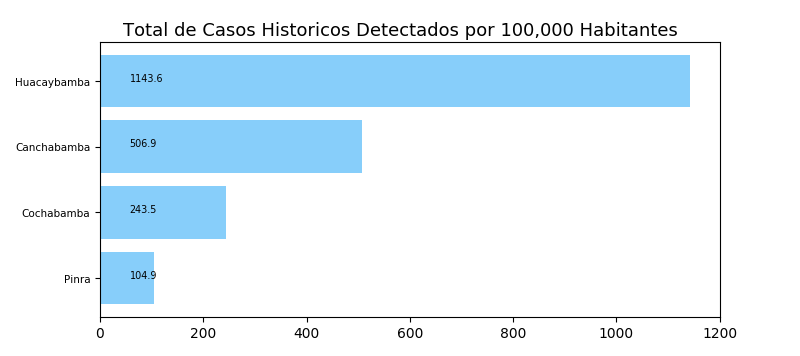 Total de Casos Historicos Detectados por 100,000 Habitantes
Huacaybamba 1143.6
Canchabamba 506.9
Cochabamba 243.5
Pinra 104.9
0 200 400 600 800 1000 1200